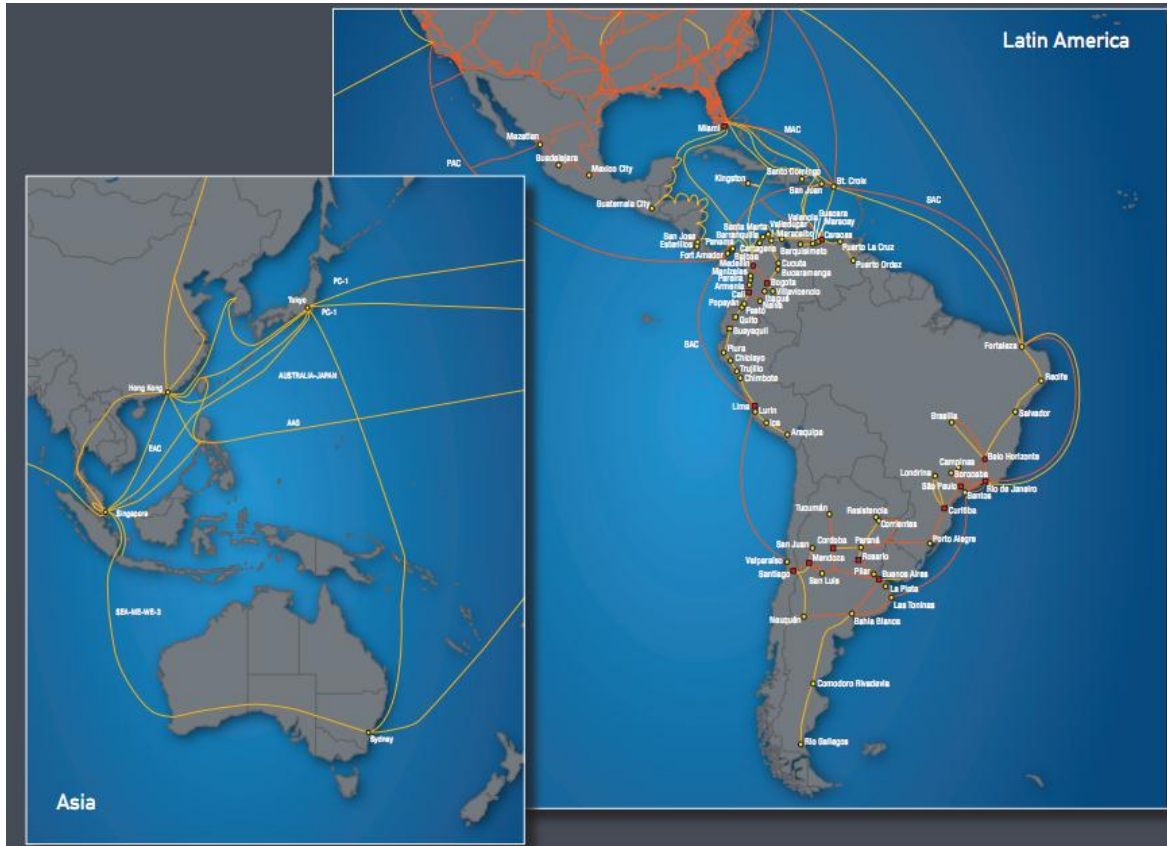 Latin America
Miami
MAC
Mazatlan
Guadalajara
Mexico City
PAC
Santo Domingo
Kingston
San Juan
St. Croix
SAC
Guatemala City
Guacara
Valencia
Maracay
Santa Marta
Valledupar
Barranquilla
Maracaibo
Caracas
San Jose
Esterillos
Panama
Cartagena
Barquisimeto
Puerto La Cruz
Fort Amador
Balboa
Puerto Ordaz
Medellin
Cucuta
Manizales
Bucaramanga
Pereira
Bogota
Armenia
Villavicencio
Cali
Ibagué
Popayán
Neiva
Pasto
Quito
Guayaquil
SAC
Piura
Chiclayo
Trujillo
Chimbote
Fortaleza
Recife
Lima
Lurin
Ica
Brasilia
Salvador
Arequipa
Belo Horizonte
Campinas
Londrina
Sorocaba
São Paulo
Rio de Janeiro
Santos
Curitiba
Tucumán
Resistencia
Corrientes
San Juan
Cordoba
Paraná
Porto Alegre
Valparaiso
Mendoza
Rosario
Santiago
Pilar
Buenos Aires
San Luis
La Plata
Las Toninas
Neuquén
Bahia Blanca
Comodoro Rivadavia
Rio Gallegos
PC-1
Tokyo
PC-1
AUSTRALIA-JAPAN
Hong Kong
AAG
EAC
Singapore
SEA-ME-WE-3
Sydney
Asia